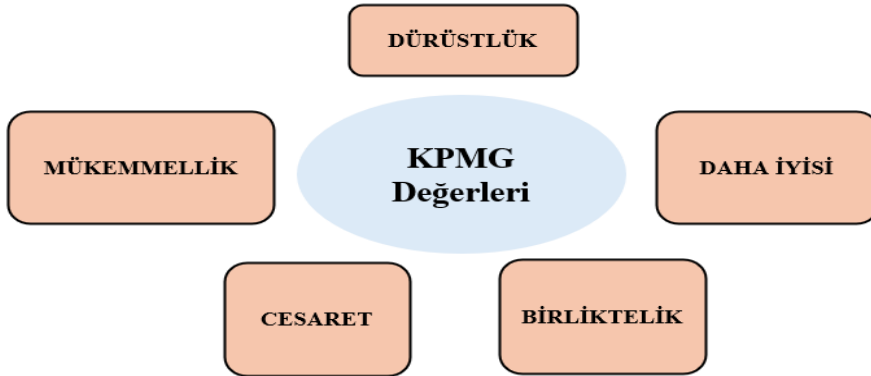 DÜRÜSTLÜK
MÜKEMMELLİK
KPMG
Değerleri
DAHA İYİSİ
CESARET
BİRLİKTELİK